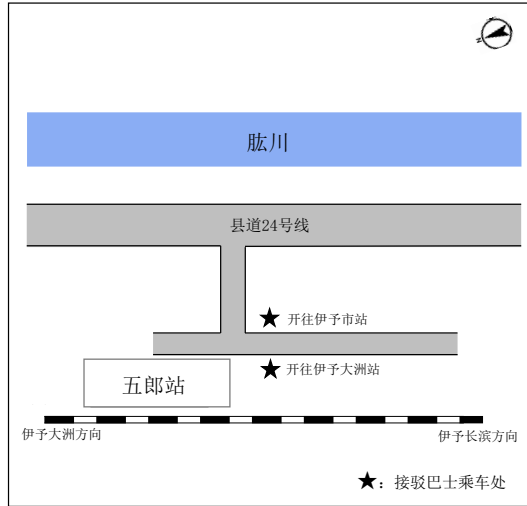 肱川
县道24号线
开往伊予市站
开往伊予大洲站
五郎站
伊予大洲方向
伊予长滨方向
★：接驳巴士乘车处